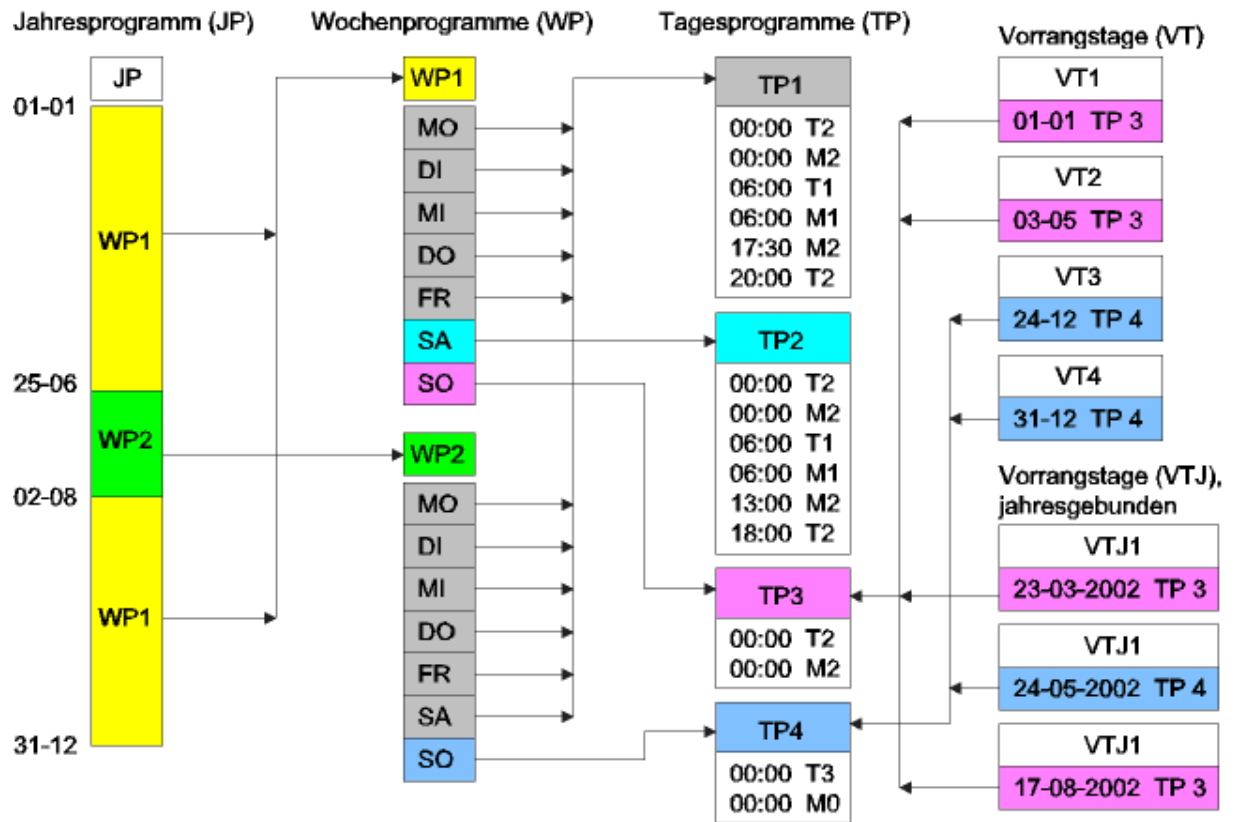 Jahresprogramm (JP)
JP
01-01
WP1
25-06
WP2
02-08
WP1
31-12
Wochenprogramme (WP)
WP1
MO
DI
MI
DO
FR
SA
SO
WP2
MO
DI
MI
DO
FR
SA
SO
Tagesprogramme (TP)
TP1
00:00 T2
00:00 M2
06:00 T1
06:00 M1
17:30 M2
20:00 T2
TP2
00:00 T2
00:00 M2
06:00 T1
06:00 M1
13:00 M2
18:00 T2
TP3
00:00 T2
00:00 M2
TP4
00:00 T3
00:00 M0
Vorrangstage (VT)
VT1
01-01 TP 3
VT2
03-05 TP 3
VT3
24-12 TP 4
VT4
31-12 TP 4
Vorrangstage (VTJ),
jahresgebunden
VTJ1
23-03-2002 TP 3
VTJ1
24-05-2002 TP 4
VTJ1
17-08-2002 TP 3